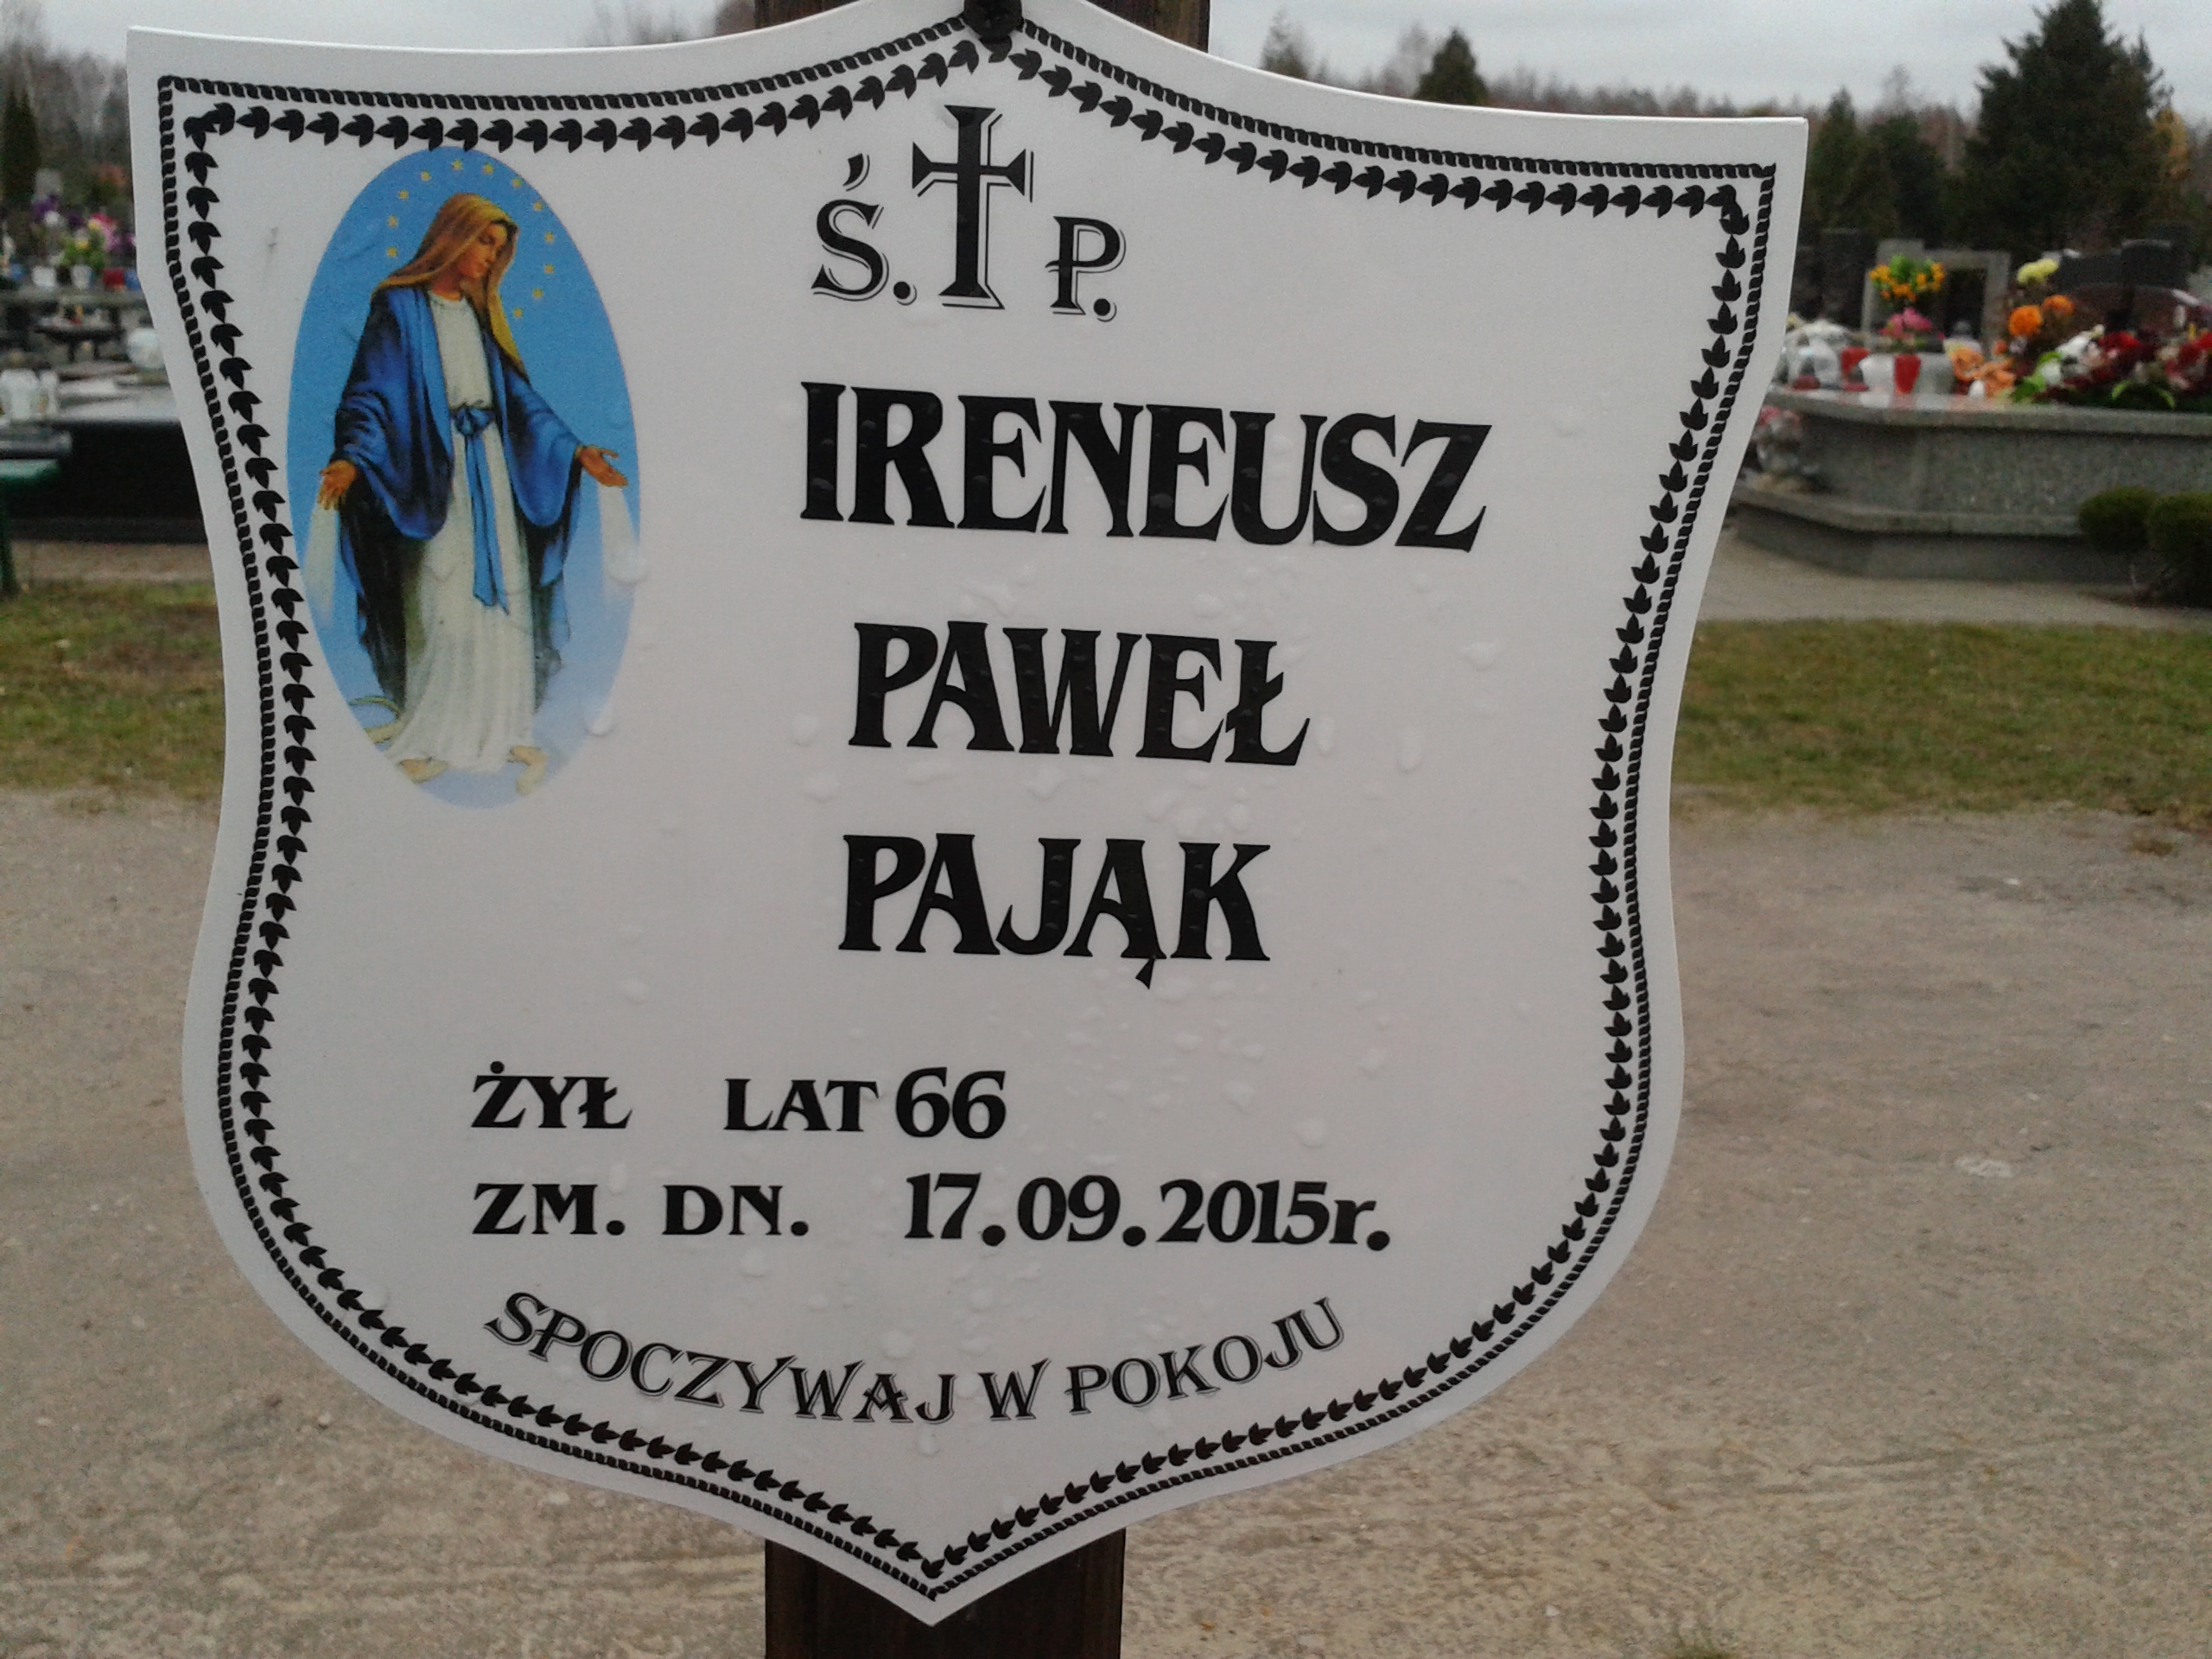 Ś. P.
IRENEUSZ
PAWEŁ
PAJĄK
ŻYŁ LAT 66
ZM. DN. 17.09.2015r.
SPOCZYWAJ W POKOJU